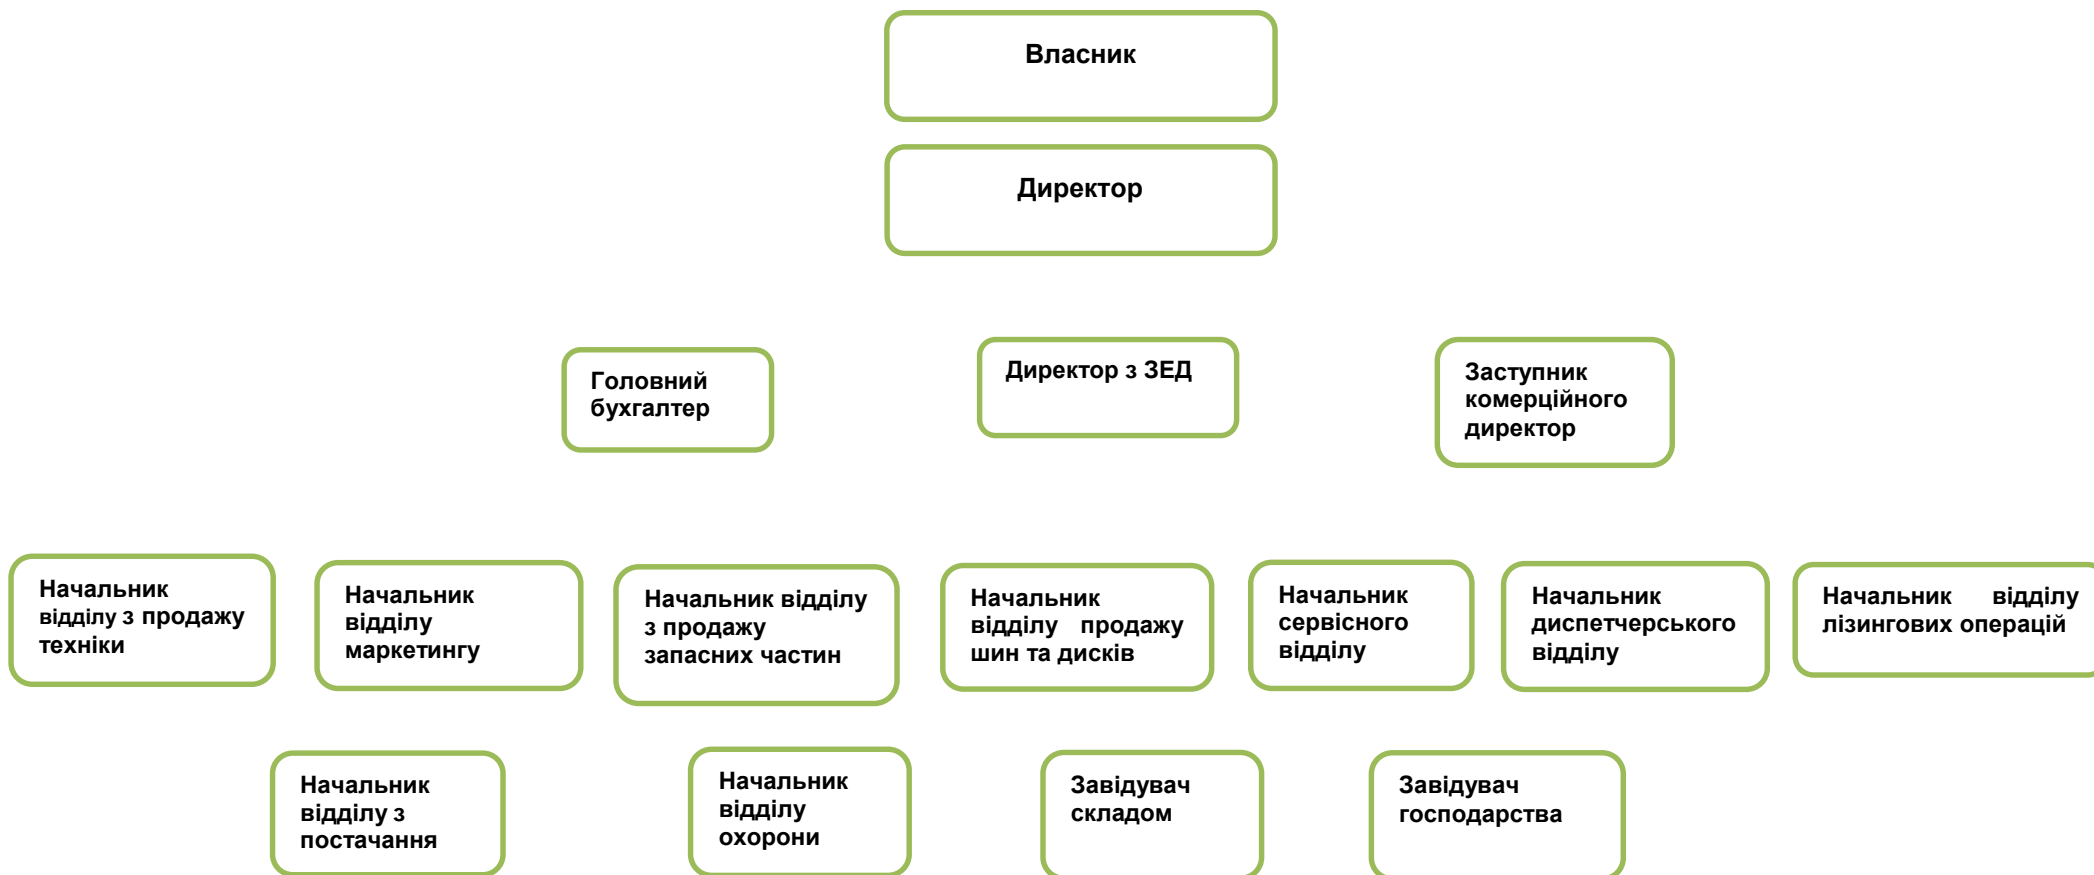 Власник
Директор
Головний
бухгалтер
Директор з ЗЕД
Заступник
комерційного
директор
Начальник
відділу з продажу
техніки
Начальник
відділу
маркетингу
Начальник відділу
з продажу
запасних частин
Начальник
відділу продажу
шин та дисків
Начальник
сервісного
відділу
Начальник
диспетчерського
відділу
Начальник відділу
лізингових операцій
Начальник
відділу з
постачання
Начальник
відділу
охорони
Завідувач
складом
Завідувач
господарства